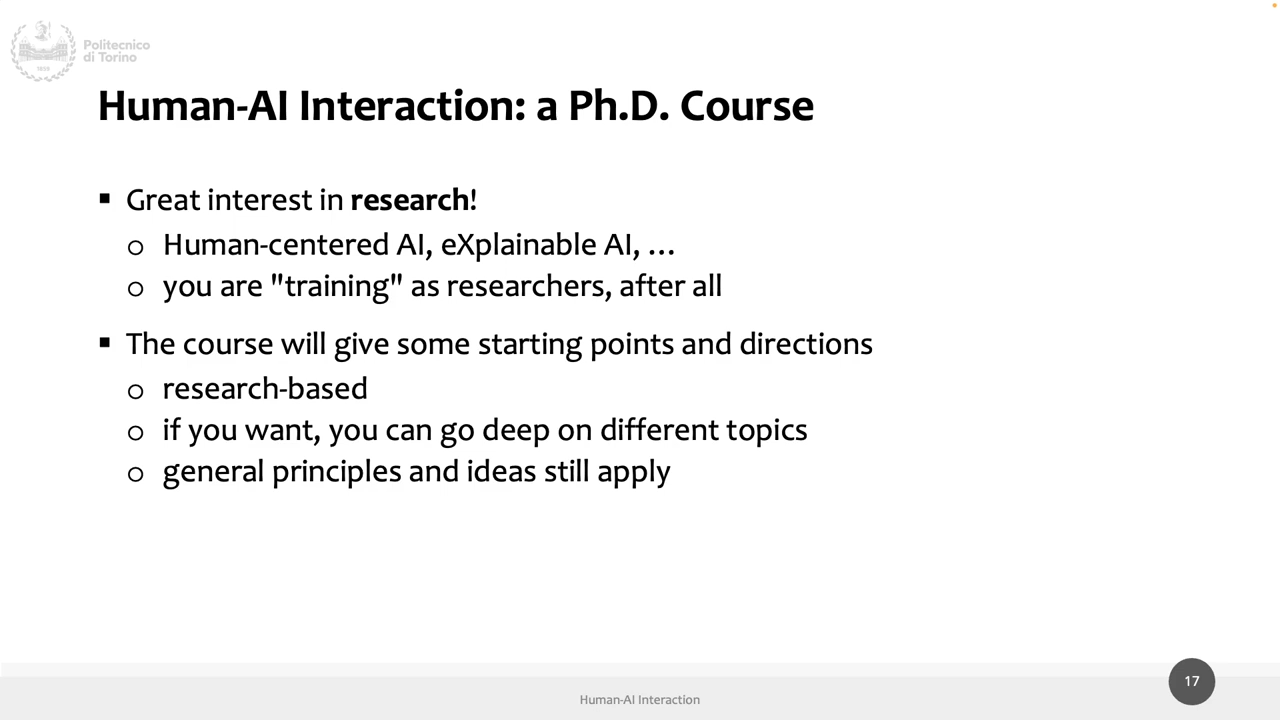 Politecnico
di Torino
1859
Human-AI Interaction: a Ph.D. Course
▪ Great interest in research!
o Human-centered AI, eXplainable AI, …
o you are "training" as researchers, after all
▪ The course will give some starting points and directions
o research-based
o if you want, you can go deep on different topics
o general principles and ideas still apply
Human-AI Interaction
17